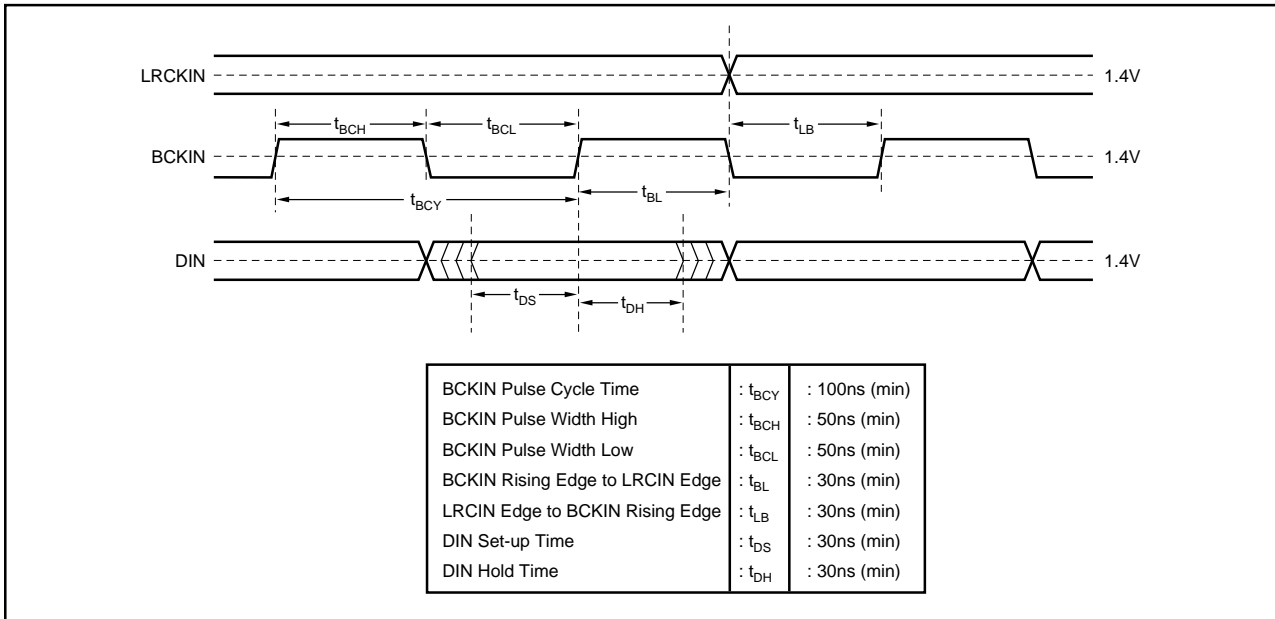 LRCKIN 1.4V
tBCH tBCL tLB
BCKIN 1.4V
tBCY tBL
DIN 1.4V
tDS tDH
BCKIN Pulse Cycle Time : tBCY : 100ns (min)
BCKIN Pulse Width High : tBCH : 50ns (min)
BCKIN Pulse Width Low : tBCL : 50ns (min)
BCKIN Rising Edge to LRCIN Edge : tBL : 30ns (min)
LRCIN Edge to BCKIN Rising Edge : tLB : 30ns (min)
DIN Set-up Time : tDS : 30ns (min)
DIN Hold Time : tDH : 30ns (min)